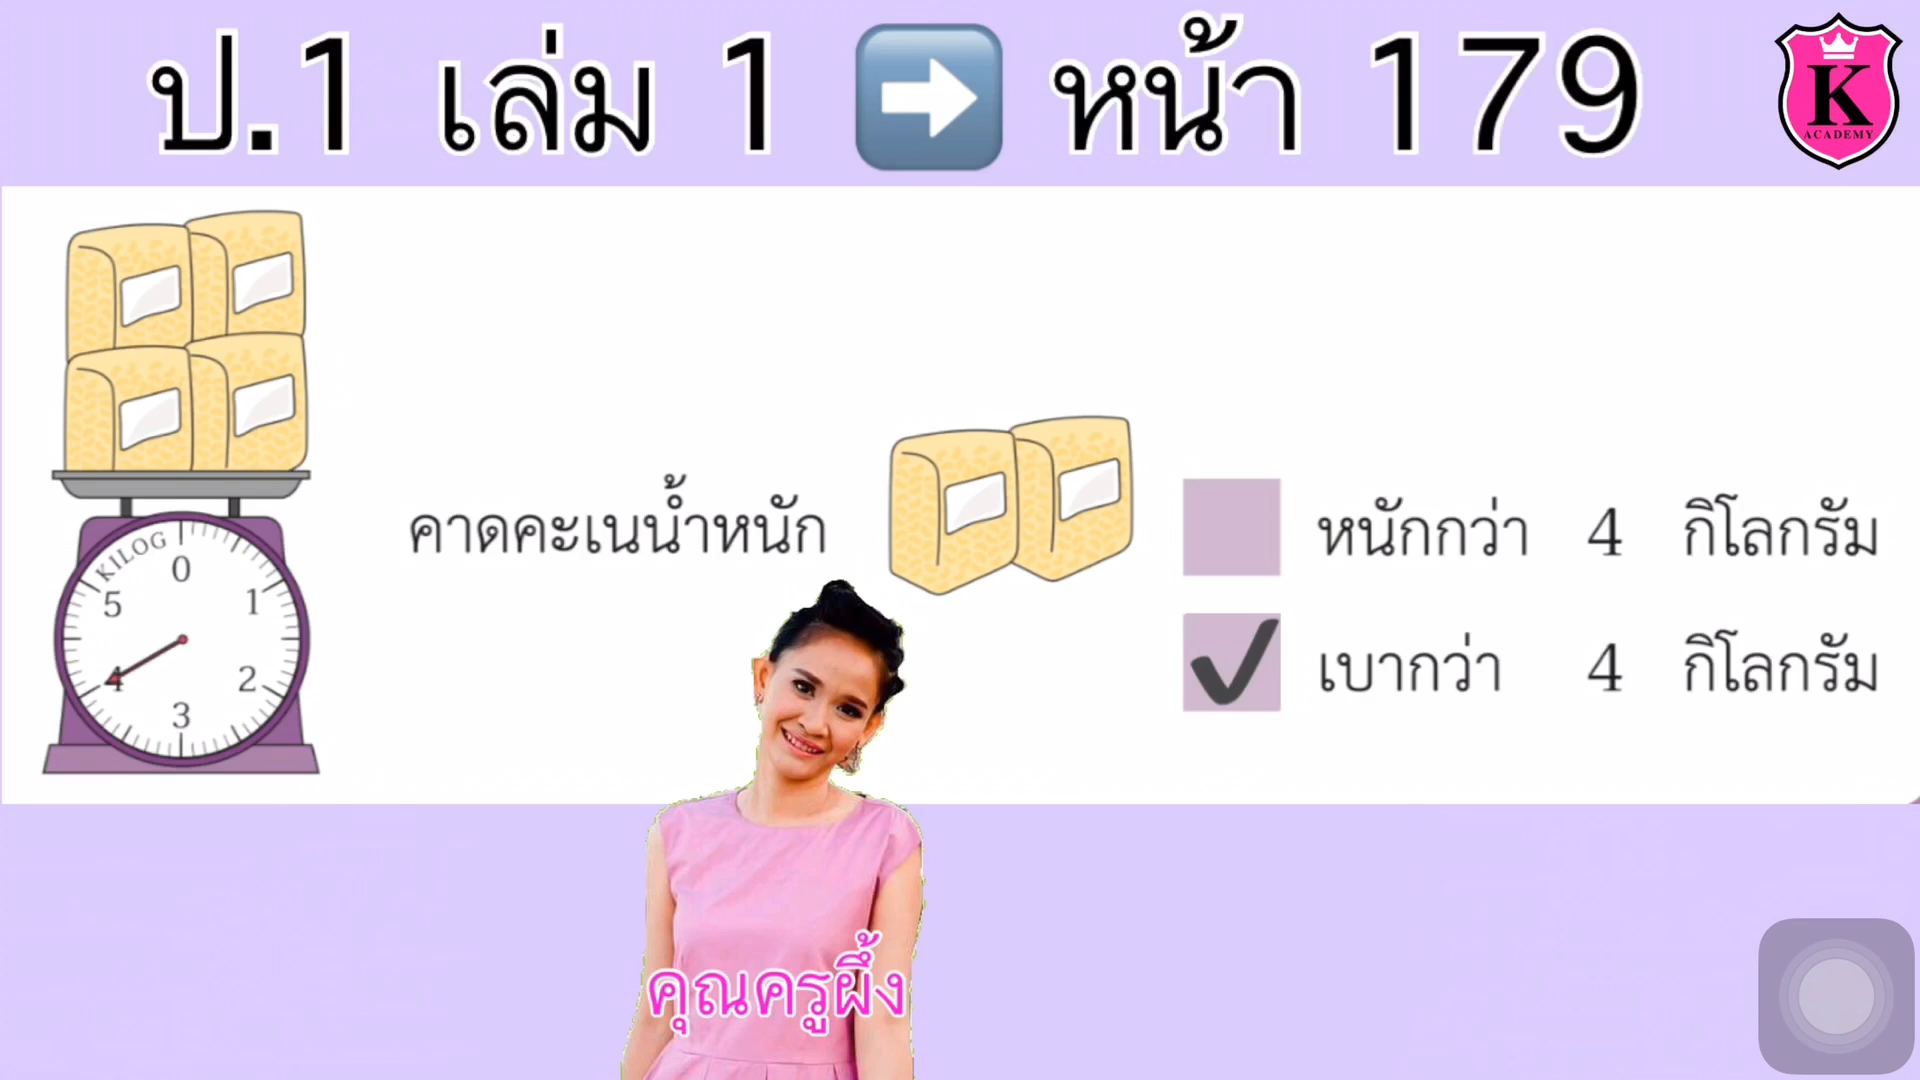 ป.1 เล่ม 1 ➡ หน้า 179
K
ACADEMY
KILOG
0
1
2
3
4
5
คาดคะเนน้ำหนัก
หนักกว่า 4 กิโลกรัม
✓ เบากว่า 4 กิโลกรัม
คุณครูผึ้ง